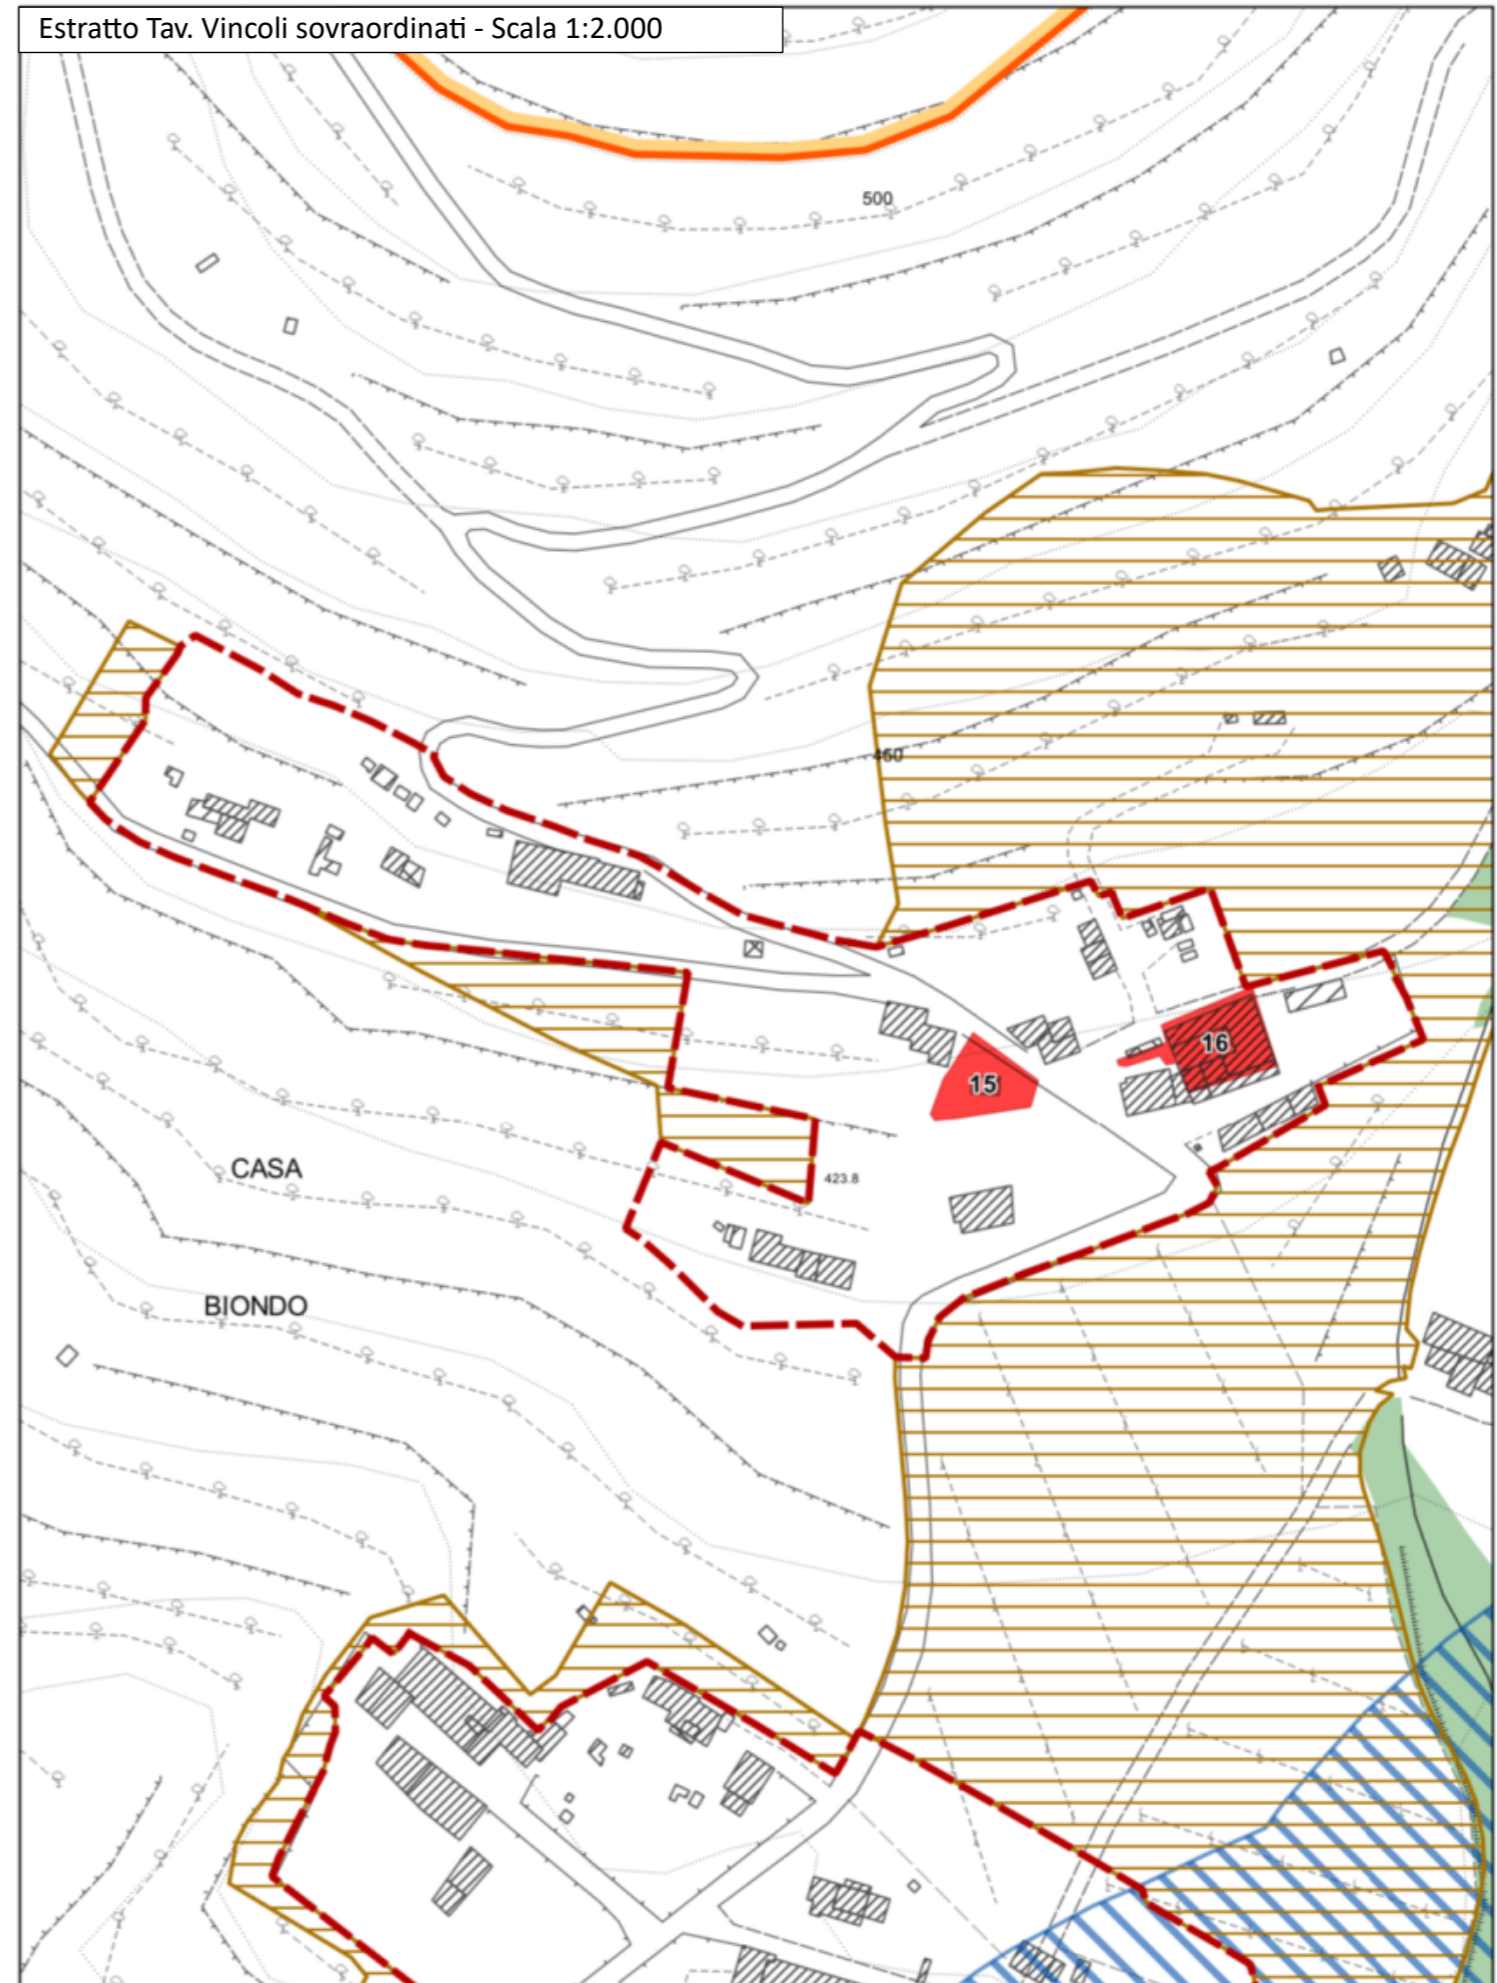 Estratto Tav. Vincoli sovraordinati - Scala 1:2.000
500
460
16
15
CASA
423.8
BIONDO